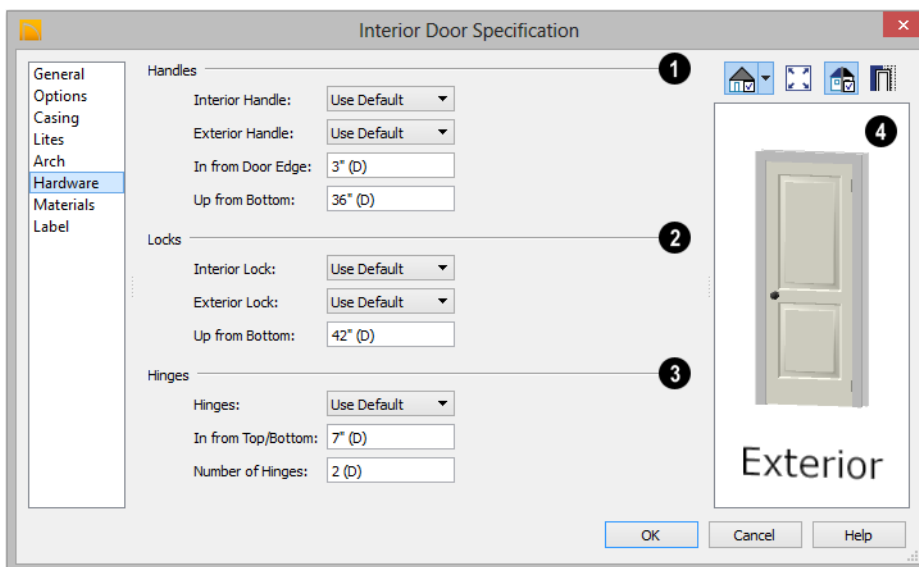 Interior Door Specification
General
Options
Casing
Lites
Arch
Hardware
Materials
Label
Handles 1
Interior Handle: Use Default
Exterior Handle: Use Default
In from Door Edge: 3" (D)
Up from Bottom: 36" (D)
Locks 2
Interior Lock: Use Default
Exterior Lock: Use Default
Up from Bottom: 42" (D)
Hinges 3
Hinges: Use Default
In from Top/Bottom: 7" (D)
Number of Hinges: 2 (D)
4
Exterior
OK Cancel Help